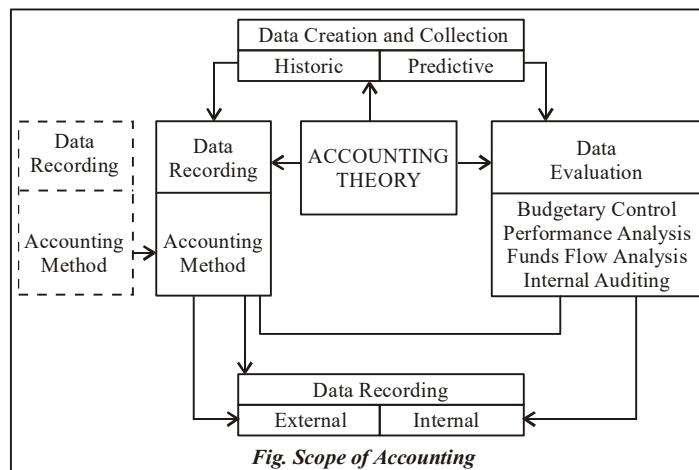 Data Creation and Collection
Historic
Predictive
Data
Recording
Accounting
Method
Data
Recording
Accounting
Method
ACCOUNTING
THEORY
Data
Evaluation
Budgetary Control
Performance Analysis
Funds Flow Analysis
Internal Auditing
Data Recording
External
Internal
Fig. Scope of Accounting